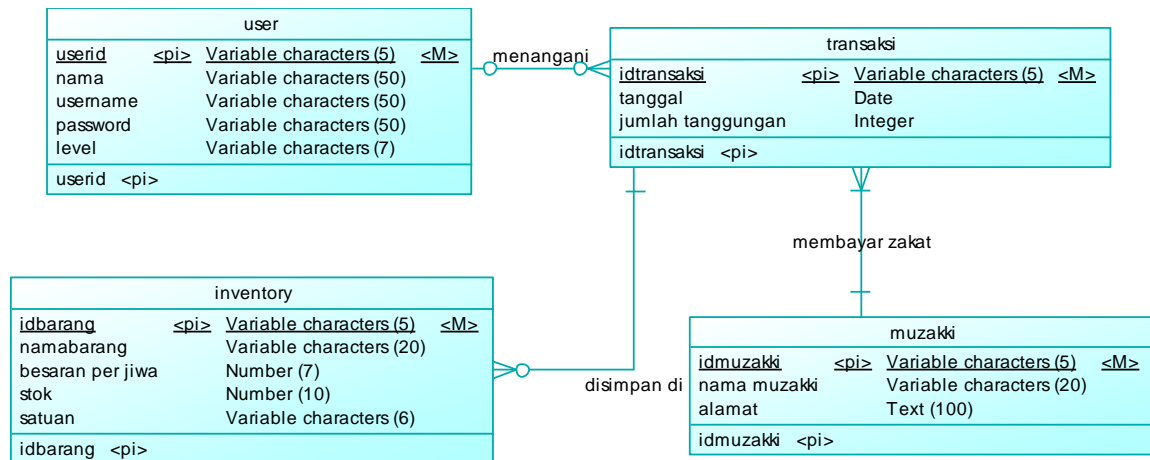 user
userid <pi> Variable characters (5) <M>
nama Variable characters (50)
username Variable characters (50)
password Variable characters (50)
level Variable characters (7)
userid <pi>
menangani
transaksi
idtransaksi <pi> Variable characters (5) <M>
tanggal Date
jumlah tanggungan Integer
idtransaksi <pi>
membayar zakat
inventory
idbarang <pi> Variable characters (5) <M>
namabarang Variable characters (20)
besaran per jiwa Number (7)
stok Number (10)
satuan Variable characters (6)
idbarang <pi>
disimpan di
muzakki
idmuzakki <pi> Variable characters (5) <M>
nama muzakki Variable characters (20)
alamat Text (100)
idmuzakki <pi>